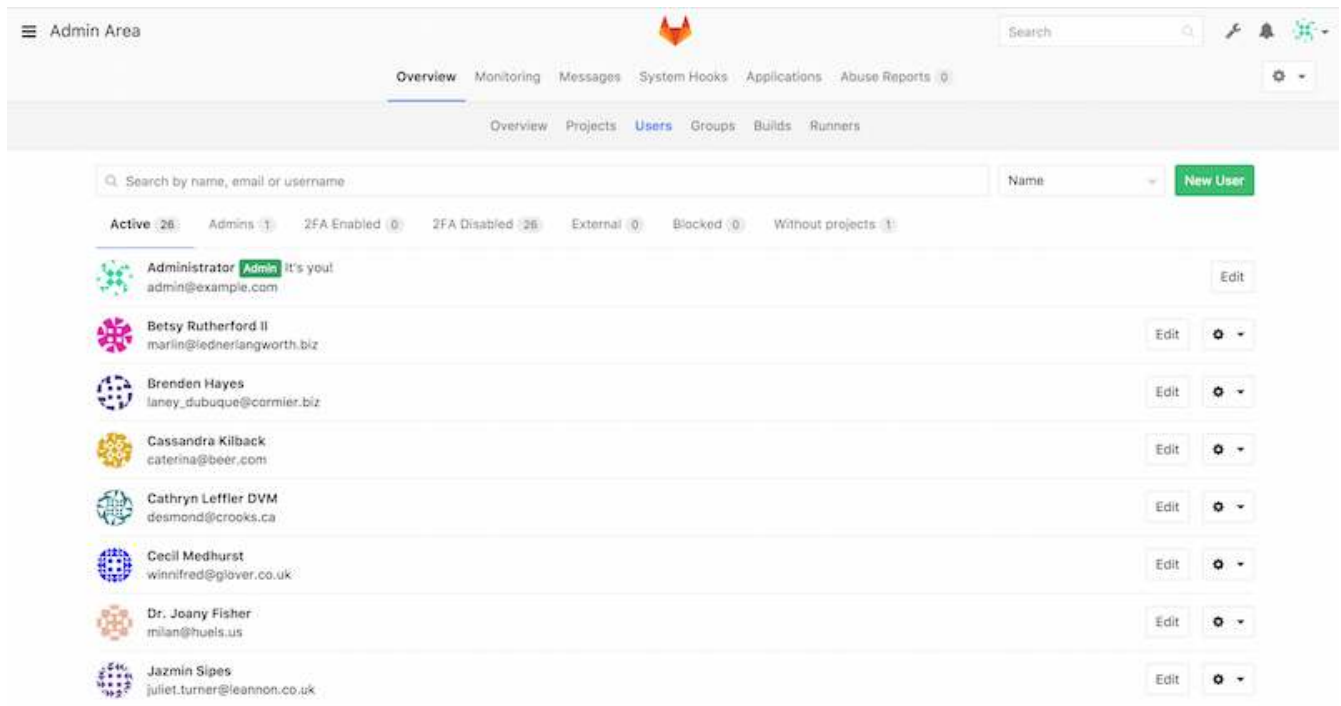 Admin Area
Search
Overview Monitoring Messages System Hooks Applications Abuse Reports 0
Overview Projects Users Groups Builds Runners
Search by name, email or username
Name
New User
Active 26 Admins 1 2FA Enabled 0 2FA Disabled 26 External 0 Blocked 0 Without projects 1
Administrator Admin It's you!
admin@example.com
Edit
Betsy Rutherford II
marlin@lednerlangworth.biz
Edit
Brenden Hayes
laney_dubuque@cormier.biz
Edit
Cassandra Kilback
caterina@beer.com
Edit
Cathryn Leffler DVM
desmond@crooks.ca
Edit
Cecil Medhurst
winnifred@glover.co.uk
Edit
Dr. Joany Fisher
milan@huels.us
Edit
Jazmin Sipes
juliet.turner@leannon.co.uk
Edit